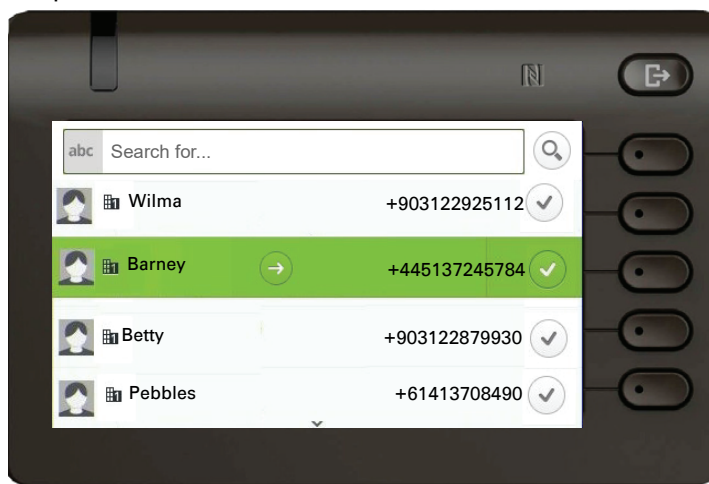 abc Search for...
Wilma +903122925112
Barney +445137245784
Betty +903122879930
Pebbles +61413708490